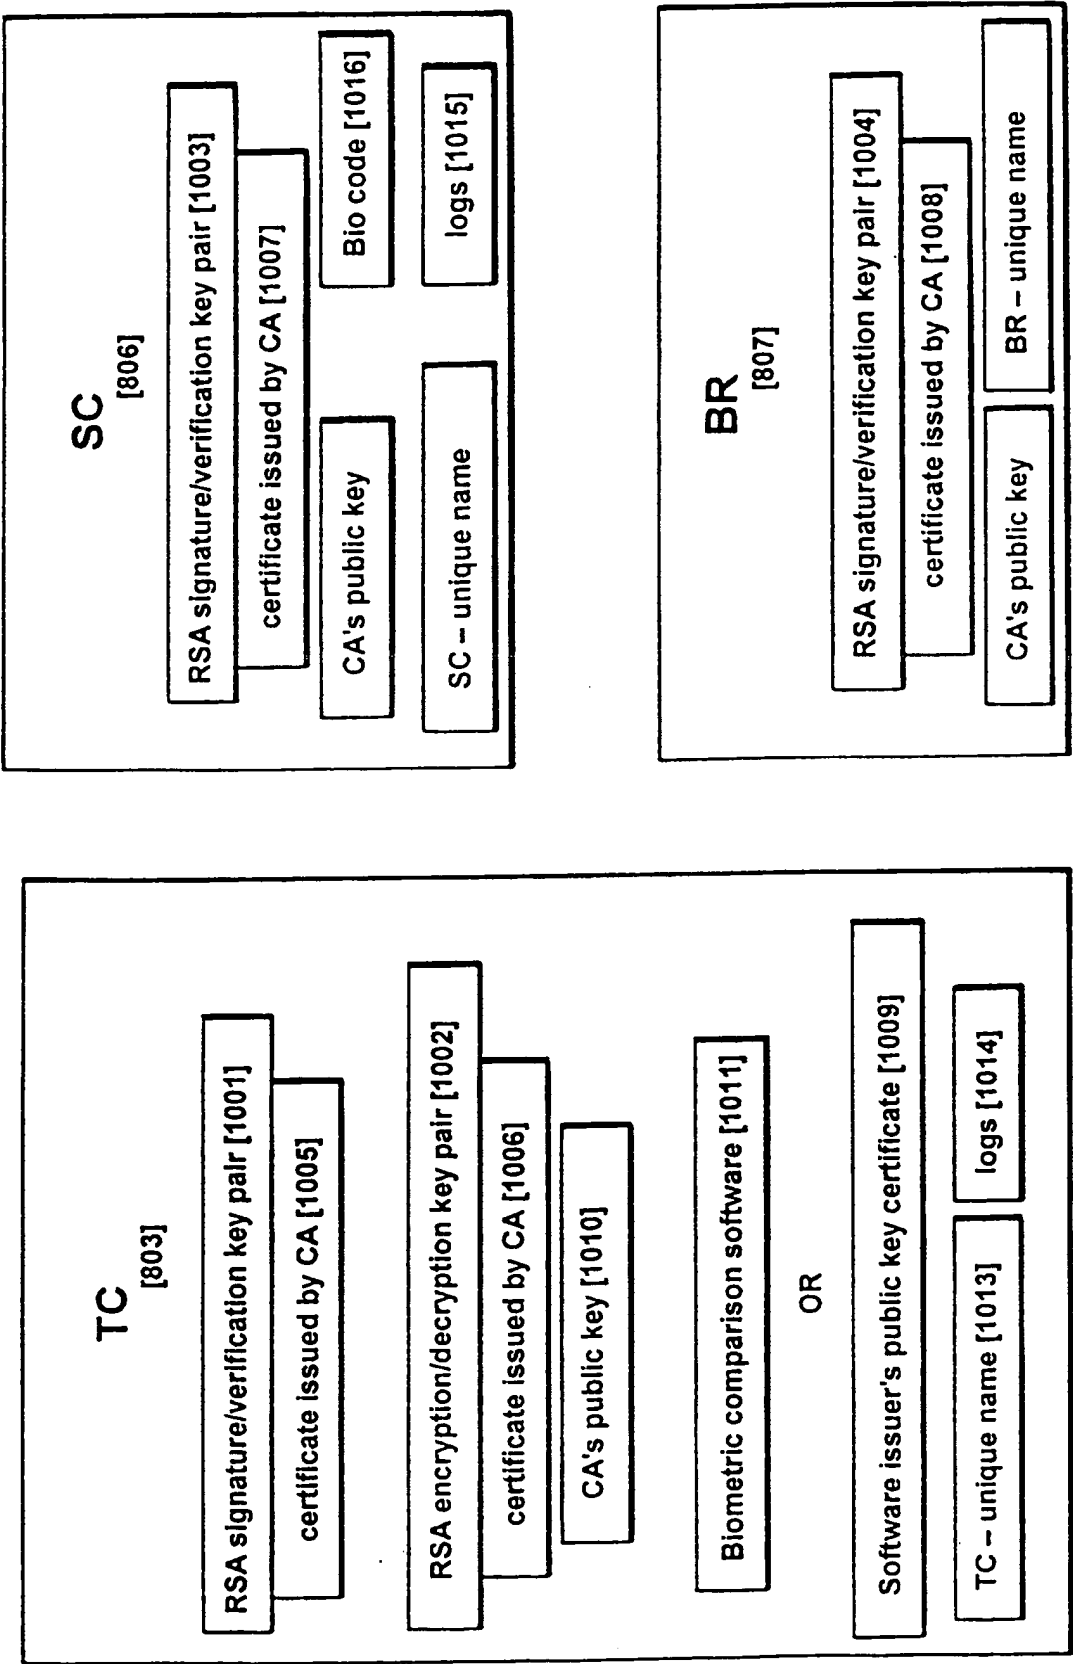 TC
[803]
RSA signature/verification key pair [1001]
certificate issued by CA [1005]
RSA encryption/decryption key pair [1002]
certificate issued by CA [1006]
CA's public key [1010]
Biometric comparison software [1011]
OR
Software issuer's public key certificate [1009]
TC – unique name [1013]
logs [1014]
SC
[806]
RSA signature/verification key pair [1003]
certificate issued by CA [1007]
CA's public key
Bio code [1016]
SC – unique name
logs [1015]
BR
[807]
RSA signature/verification key pair [1004]
certificate issued by CA [1008]
CA's public key
BR – unique name